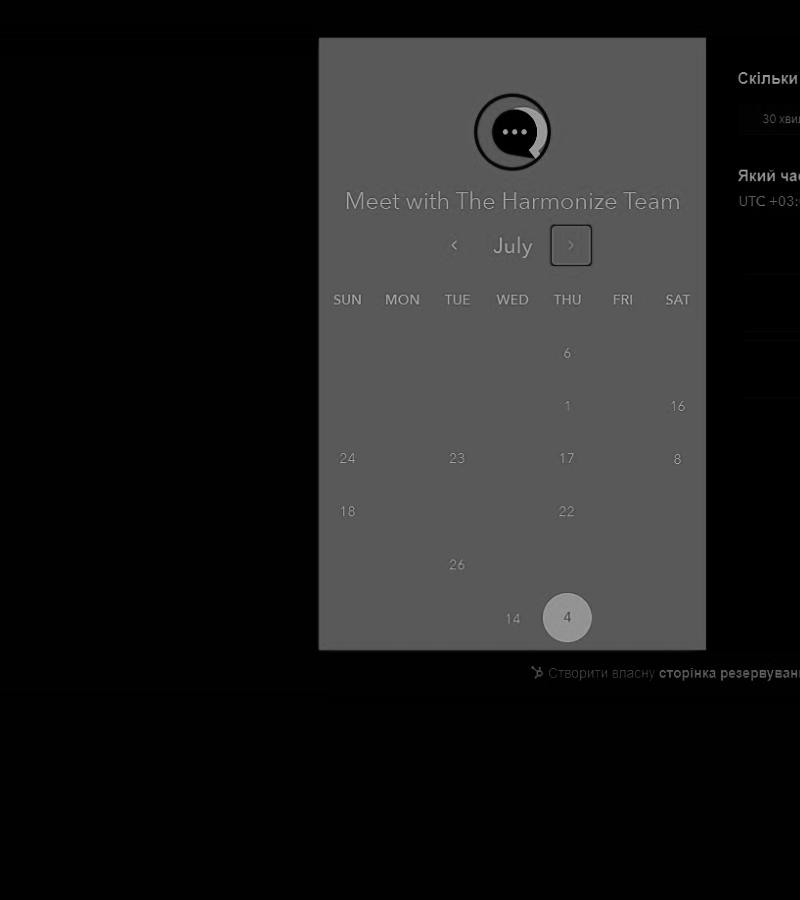 Скільки
30 хви
Який ча
UTC +03:
Meet with The Harmonize Team
July
SUN MON TUE WED THU FRI SAT
6
1 16
24 23 17 8
18 22
26
14 4
Створити власну сторінка резервуван